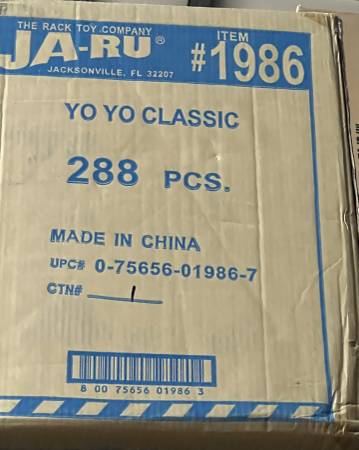 THE RACK TOY COMPANY
JA-RU®
JACKSONVILLE, FL 32207
ITEM
#1986
YO YO CLASSIC
288 PCS.
MADE IN CHINA
UPC# 0-75656-01986-7
CTN# 1
8 00 75656 01986 3